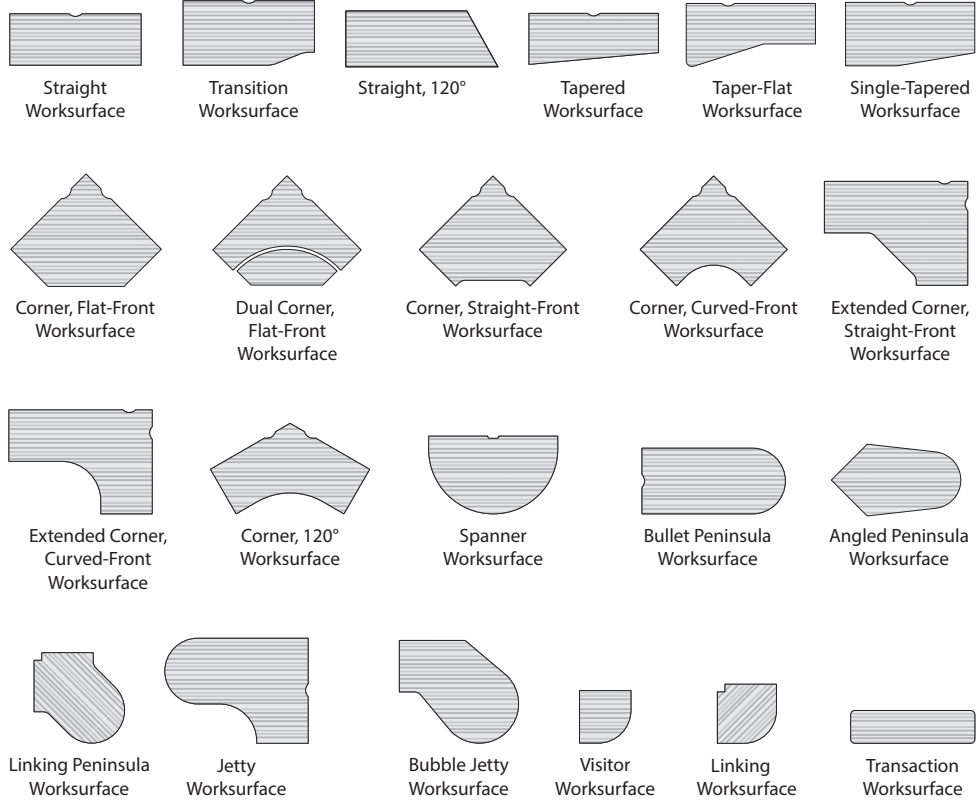 Straight
Worksurface
Transition
Worksurface
Straight, 120°
Tapered
Worksurface
Taper-Flat
Worksurface
Single-Tapered
Worksurface
Corner, Flat-Front
Worksurface
Dual Corner,
Flat-Front
Worksurface
Corner, Straight-Front
Worksurface
Corner, Curved-Front
Worksurface
Extended Corner,
Straight-Front
Worksurface
Extended Corner,
Curved-Front
Worksurface
Corner, 120°
Worksurface
Spanner
Worksurface
Bullet Peninsula
Worksurface
Angled Peninsula
Worksurface
Linking Peninsula
Worksurface
Jetty
Worksurface
Bubble Jetty
Worksurface
Visitor
Worksurface
Linking
Worksurface
Transaction
Worksurface